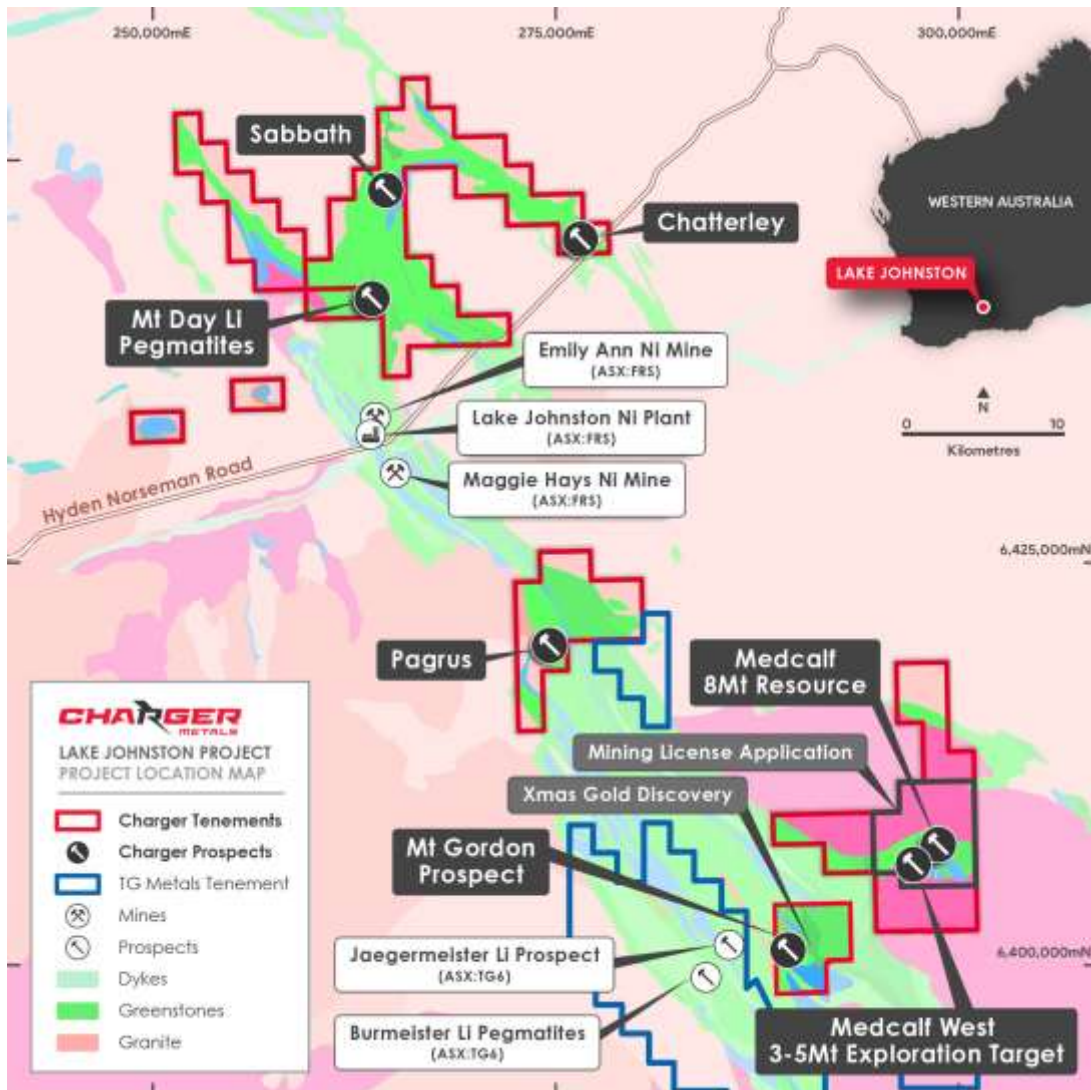 250,000mE
275,000mE
300,000mE
Sabbath
Chatterley
WESTERN AUSTRALIA
LAKE JOHNSTON
Mt Day Li
Pegmatites
Emily Ann Ni Mine
(ASX:FRS)
Lake Johnston Ni Plant
(ASX:FRS)
Maggie Hays Ni Mine
(ASX:FRS)
N
0
10
Kilometres
Hyden Norseman Road
6,425,000mN
Pagrus
Medcalf
8Mt Resource
Mining License Application
Xmas Gold Discovery
Mt Gordon
Prospect
Jaegermeister Li Prospect
(ASX:TG6)
Burmeister Li Pegmatites
(ASX:TG6)
6,400,000mN
Medcalf West
3-5Mt Exploration Target
CHARGER
METALS
LAKE JOHNSTON PROJECT
PROJECT LOCATION MAP
Charger Tenements
Charger Prospects
TG Metals Tenement
Mines
Prospects
Dykes
Greenstones
Granite